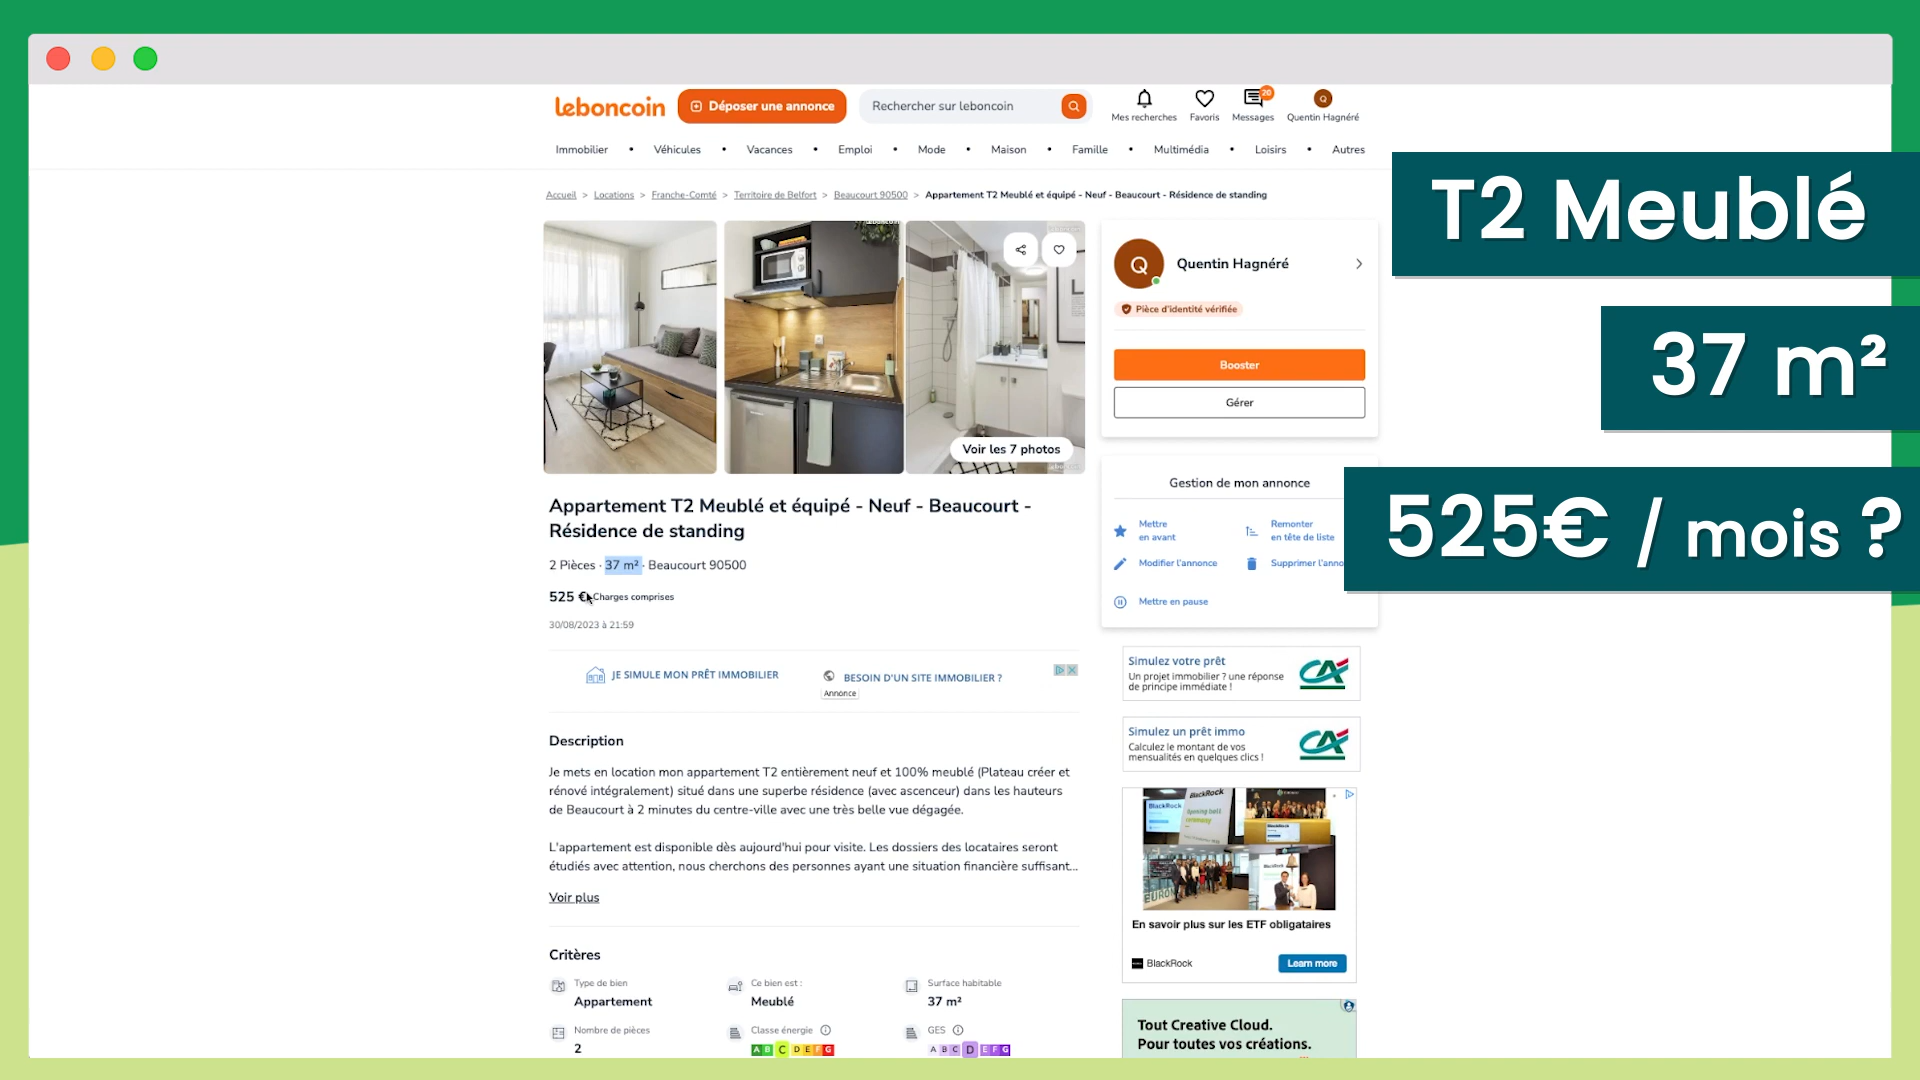 leboncoin
Déposer une annonce
Rechercher sur leboncoin
20
Q
Mes recherches
Favoris
Messages
Quentin Hagnéré
Immobilier • Véhicules • Vacances • Emploi • Mode • Maison • Famille • Multimédia • Loisirs • Autres
Accueil > Locations > Franche-Comté > Territoire de Belfort > Beaucourt 90500 > Appartement T2 Meublé et équipé - Neuf - Beaucourt - Résidence de standing
T2 Meublé
37 m²
525€ / mois ?
Voir les 7 photos
Q
Quentin Hagnéré
Pièce d'identité vérifiée
Booster
Gérer
Appartement T2 Meublé et équipé - Neuf - Beaucourt -
Résidence de standing
2 Pièces · 37 m² · Beaucourt 90500
525 € Charges comprises
30/08/2023 à 21:59
Gestion de mon annonce
Mettre
en avant
Remonter
en tête de liste
Modifier l'annonce
Supprimer l'anno
Mettre en pause
JE SIMULE MON PRÊT IMMOBILIER
BESOIN D'UN SITE IMMOBILIER ?
Annonce
Description
Je mets en location mon appartement T2 entièrement neuf et 100% meublé (Plateau créer et
rénové intégralement) situé dans une superbe résidence (avec ascenceur) dans les hauteurs
de Beaucourt à 2 minutes du centre-ville avec une très belle vue dégagée.
L'appartement est disponible dès aujourd'hui pour visite. Les dossiers des locataires seront
étudiés avec attention, nous cherchons des personnes ayant une situation financière suffisant...
Voir plus
Critères
Type de bien
Appartement
Ce bien est :
Meublé
Surface habitable
37 m²
Nombre de pièces
2
Classe énergie
A B C D E F G
GES
A B C D E F G
Simulez votre prêt
Un projet immobilier ? une réponse
de principe immédiate !
CA
Simulez un prêt immo
Calculez le montant de vos
mensualités en quelques clics !
CA
BlackRock
BlackRock
Opening bell
ceremony
EURON
En savoir plus sur les ETF obligataires
BlackRock
Learn more
Tout Creative Cloud.
Pour toutes vos créations.